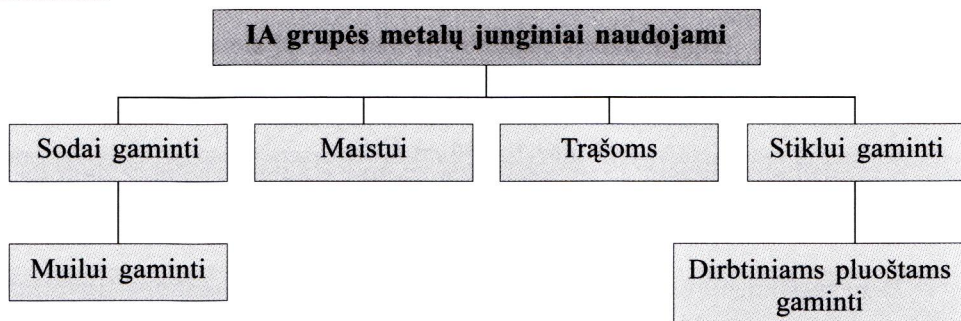 IA grupės metalų junginiai naudojami
Sodai gaminti
Maistui
Trąšoms
Stiklui gaminti
Muilui gaminti
Dirbtiniams pluoštams
gaminti